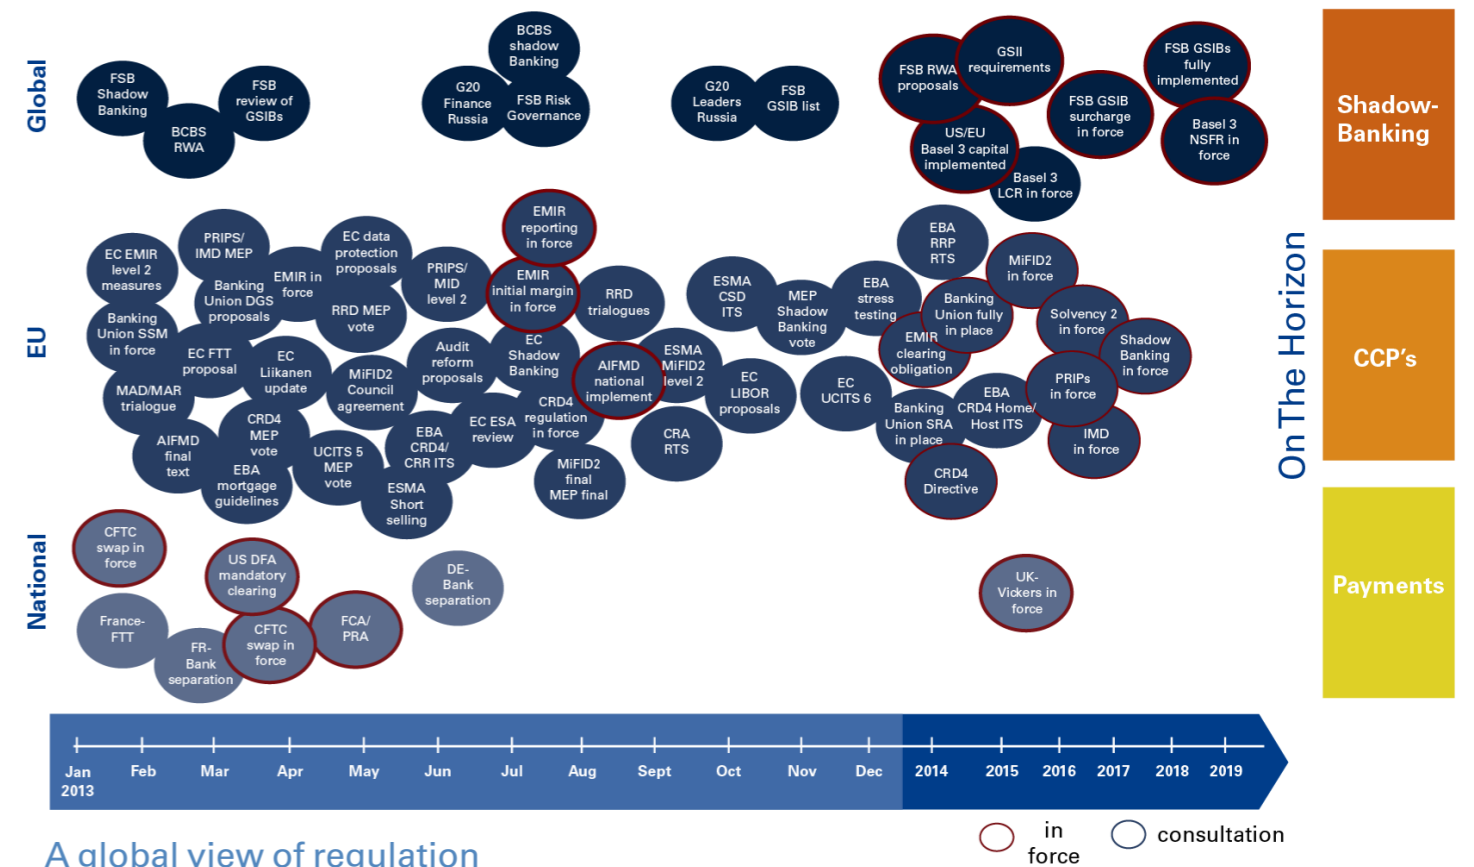 Global
FSB
Shadow
Banking
BCBS
RWA
FSB
review of
GSIBs
G20
Finance
Russia
BCBS
shadow
Banking
FSB Risk
Governance
G20
Leaders
Russia
FSB
GSIB list
FSB RWA
proposals
GSII
requirements
US/EU
Basel 3 capital
implemented
Basel 3
LCR in force
FSB GSIB
surcharge
in force
FSB GSIBs
fully
implemented
Basel 3
NSFR in
force
EU
EC EMIR
level 2
measures
PRIPS/
IMD MEP
Banking
Union DGS
proposals
EMIR in
force
EC data
protection
proposals
RRD MEP
vote
PRIPS/
MID
level 2
EMIR
reporting
in force
EMIR
initial margin
in force
RRD
trialogues
Banking
Union SSM
in force
EC FTT
proposal
EC
Liikanen
update
MiFID2
Council
agreement
Audit
reform
proposals
EC
Shadow
Banking
AIFMD
national
implement
ESMA
MiFID2
level 2
MAD/MAR
trialogue
AIFMD
final
text
CRD4
MEP
vote
EBA
mortgage
guidelines
UCITS 5
MEP
vote
EBA
CRD4/
CRR ITS
ESMA
Short
selling
EC ESA
review
CRD4
regulation
in force
MiFID2
final
MEP final
CRA
RTS
ESMA
CSD
ITS
MEP
Shadow
Banking
vote
EBA
stress
testing
EC
LIBOR
proposals
EC
UCITS 6
EBA
RRP
RTS
EMIR
clearing
obligation
Banking
Union fully
in place
MiFID2
in force
Solvency 2
in force
Shadow
Banking
in force
Banking
Union SRA
in place
EBA
CRD4 Home/
Host ITS
PRIPs
in force
IMD
in force
CRD4
Directive
National
CFTC
swap in
force
France-
FTT
FR-
Bank
separation
US DFA
mandatory
clearing
CFTC
swap in
force
FCA/
PRA
DE-
Bank
separation
UK-
Vickers in
force
On The Horizon
Shadow-
Banking
CCP's
Payments
Jan
2013
Feb
Mar
Apr
May
Jun
Jul
Aug
Sept
Oct
Nov
Dec
2014
2015
2016
2017
2018
2019
in
force
consultation
A global view of regulation